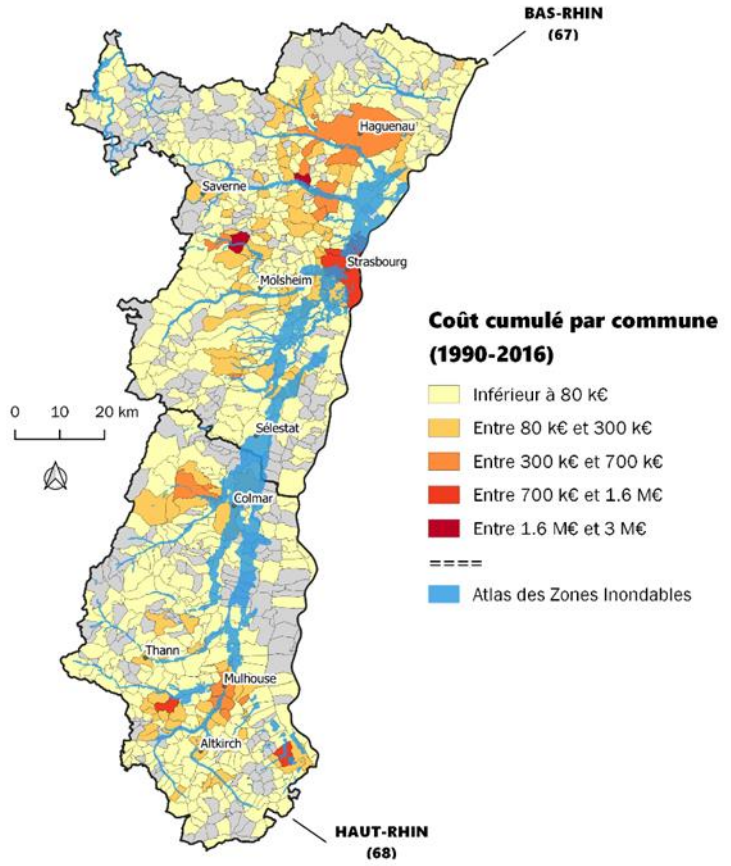 BAS-RHIN
(67)
Haguenau
Saverne
Strasbourg
Molsheim
Sélestat
Colmar
Thann
Mulhouse
Altkirch
HAUT-RHIN
(68)
0 10 20 km
Coût cumulé par commune
(1990-2016)
Inférieur à 80 k€
Entre 80 k€ et 300 k€
Entre 300 k€ et 700 k€
Entre 700 k€ et 1.6 M€
Entre 1.6 M€ et 3 M€
====
Atlas des Zones Inondables